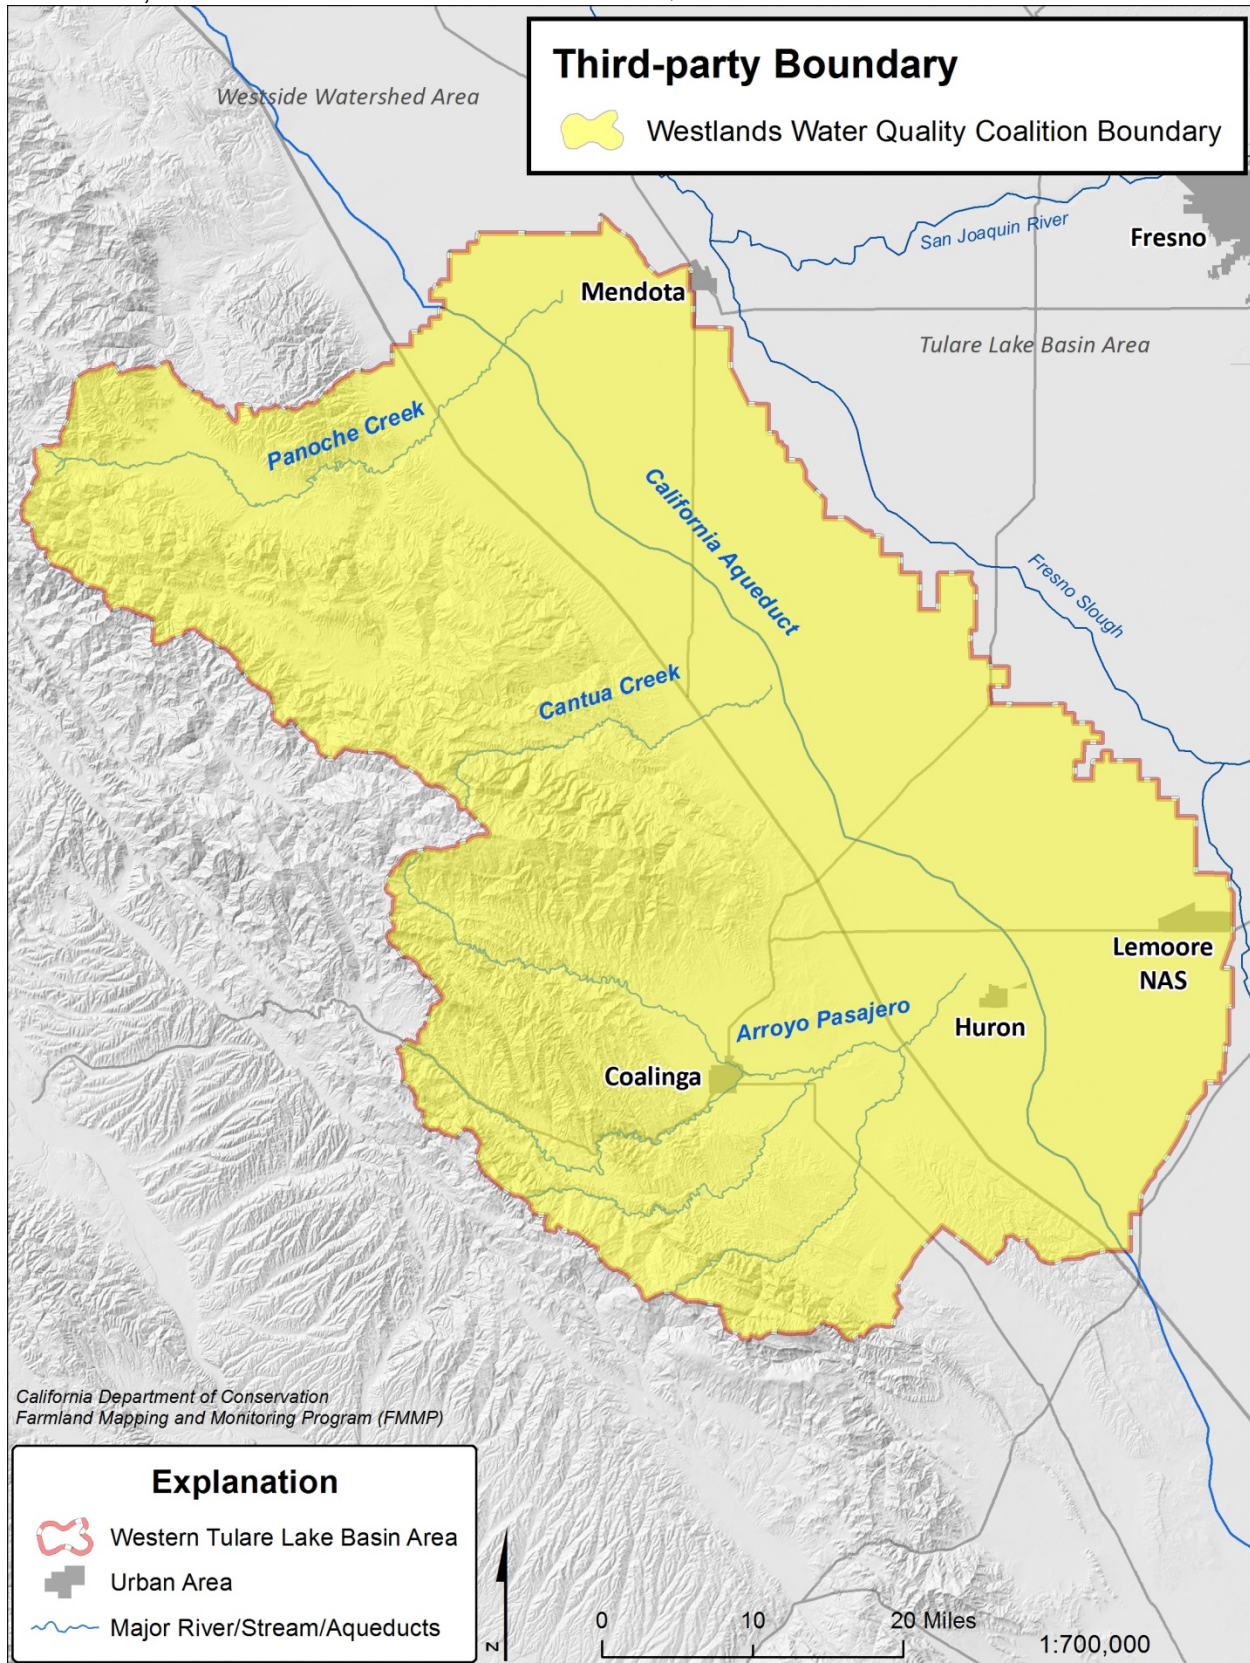 Third-party Boundary
Westlands Water Quality Coalition Boundary
Westside Watershed Area
San Joaquin River
Fresno
Mendota
Tulare Lake Basin Area
Panoche Creek
California Aqueduct
Fresno Slough
Cantua Creek
Lemoore
NAS
Arroyo Pasajero
Huron
Coalinga
California Department of Conservation
Farmland Mapping and Monitoring Program (FMMP)
Explanation
Western Tulare Lake Basin Area
Urban Area
Major River/Stream/Aqueducts
z
0 10 20 Miles
1:700,000